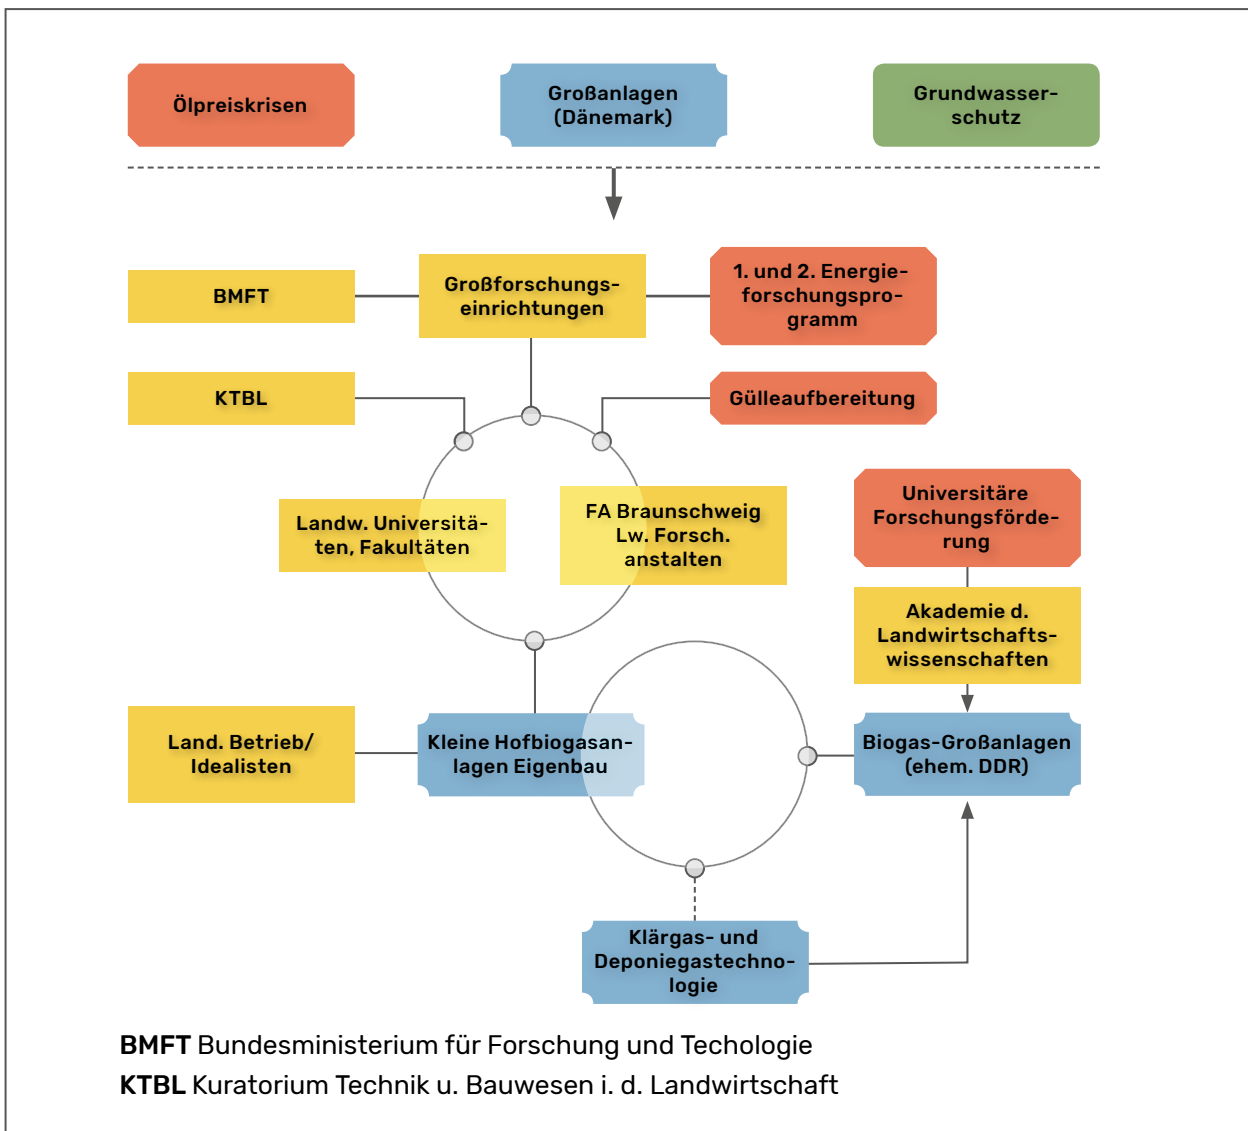 Ölpreiskrisen
Großanlagen
(Dänemark)
Grundwasser-
schutz
BMFT
Großforschungs-
einrichtungen
1. und 2. Energie-
forschungspro-
gramm
KTBL
Gülleaufbereitung
Landw. Universitä-
ten, Fakultäten
FA Braunschweig
Lw. Forsch.
anstalten
Universitäre
Forschungsförde-
rung
Akademie d.
Landwirtschafts-
wissenschaften
Land. Betrieb/
Idealisten
Kleine Hofbiogasan-
lagen Eigenbau
Biogas-Großanlagen
(ehem. DDR)
Klärgas- und
Deponiegastechno-
logie
BMFT Bundesministerium für Forschung und Techologie
KTBL Kuratorium Technik u. Bauwesen i. d. Landwirtschaft